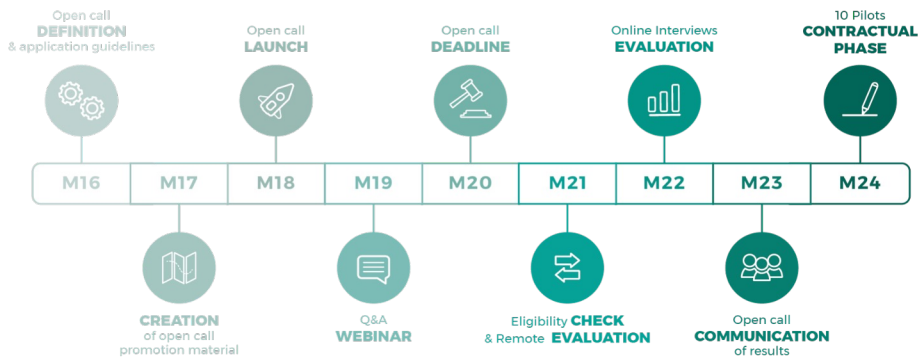 Open call
DEFINITION
& application guidelines
Open call
LAUNCH
Open call
DEADLINE
Online Interviews
EVALUATION
10 Pilots
CONTRACTUAL
PHASE
M16 M17 M18 M19 M20 M21 M22 M23 M24
CREATION
of open call
promotion material
Q&A
WEBINAR
Eligibility CHECK
& Remote EVALUATION
Open call
COMMUNICATION
of results